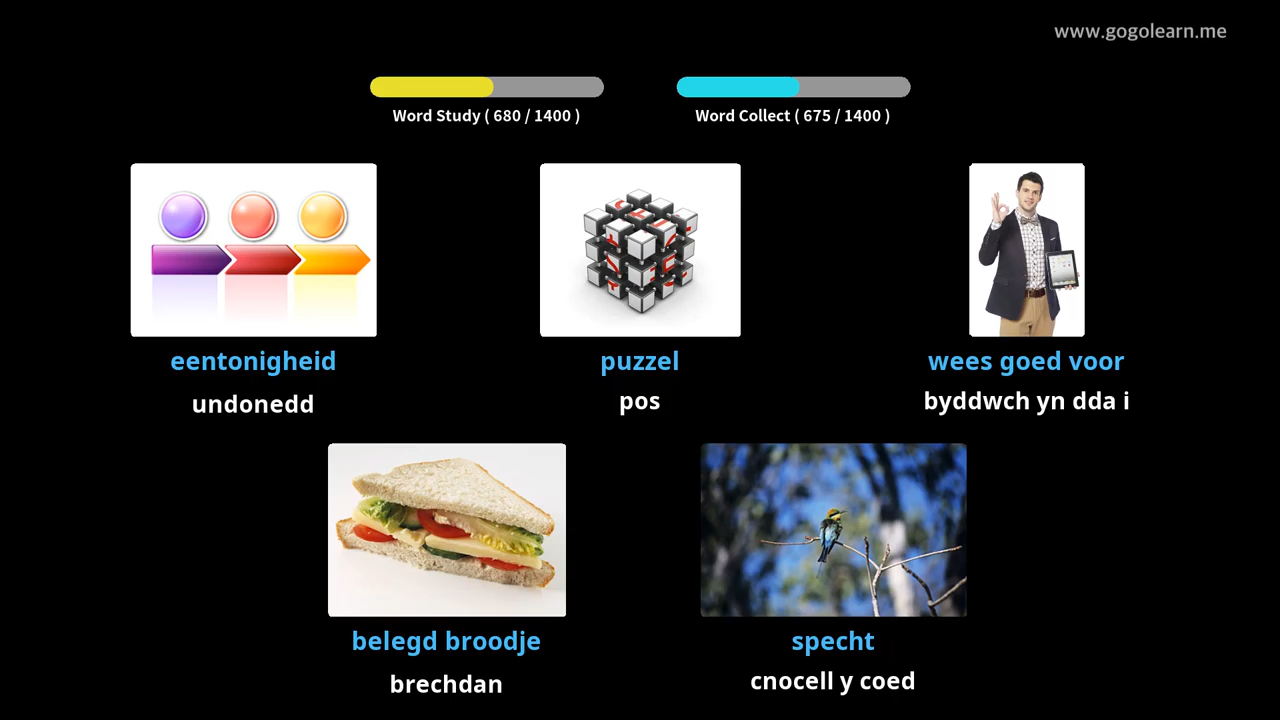 www.gogolearn.me
Word Study ( 680 / 1400 )
Word Collect ( 675 / 1400 )
eentonigheid
undonedd
puzzel
pos
wees goed voor
byddwch yn dda i
belegd broodje
brechdan
specht
cnocell y coed